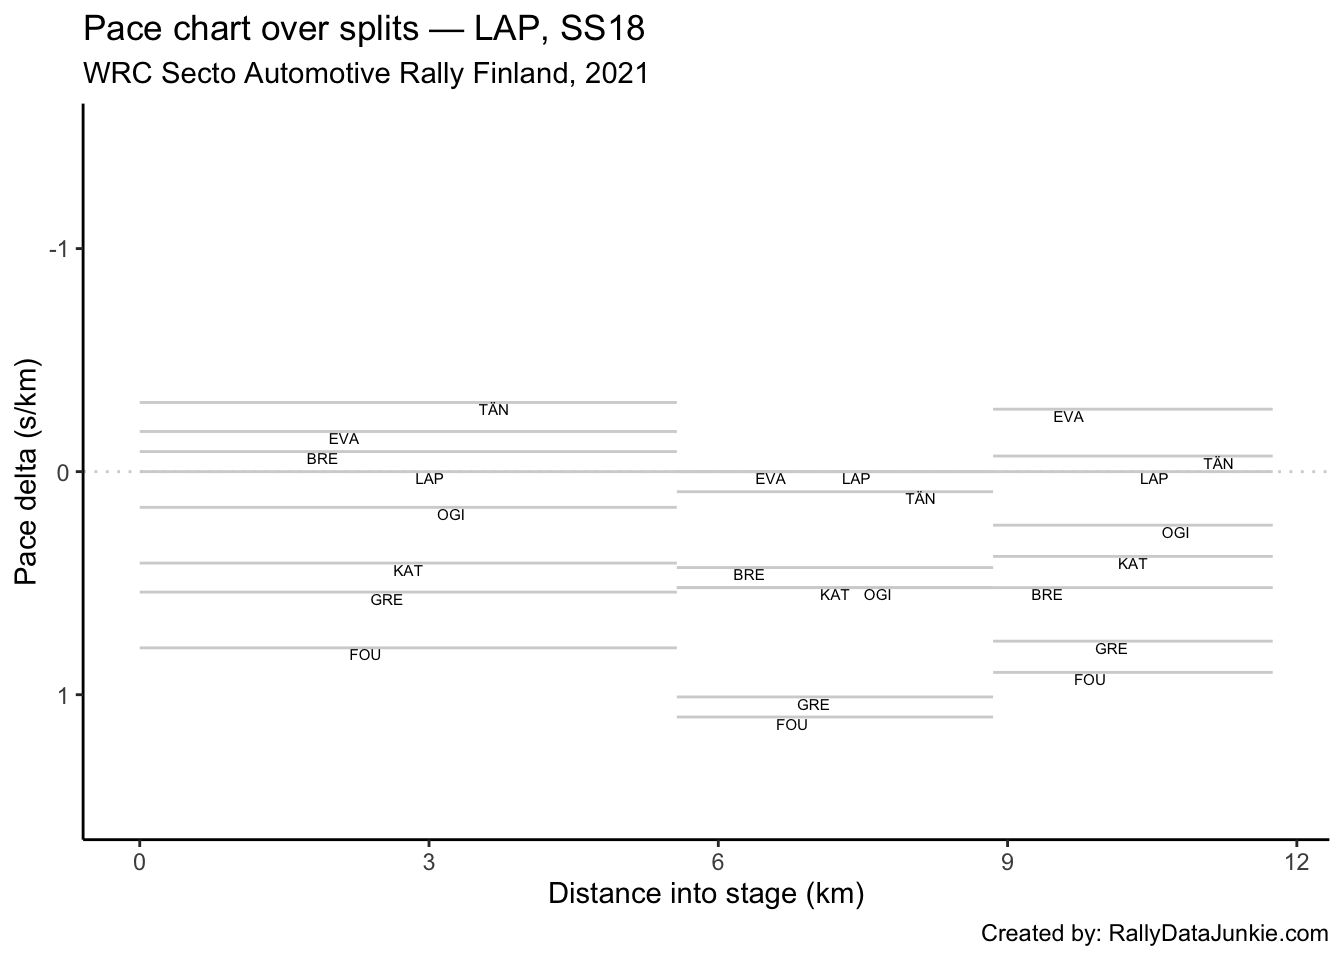 Pace chart over splits — LAP, SS18
WRC Secto Automotive Rally Finland, 2021
Pace delta (s/km)
-1
0
1
TÄN
EVA
BRE
LAP
OGI
KAT
GRE
FOU
EVA LAP
TÄN
BRE
KAT OGI
GRE
FOU
EVA
TÄN
LAP
OGI
KAT
BRE
GRE
FOU
0 3 6 9 12
Distance into stage (km)
Created by: RallyDataJunkie.com